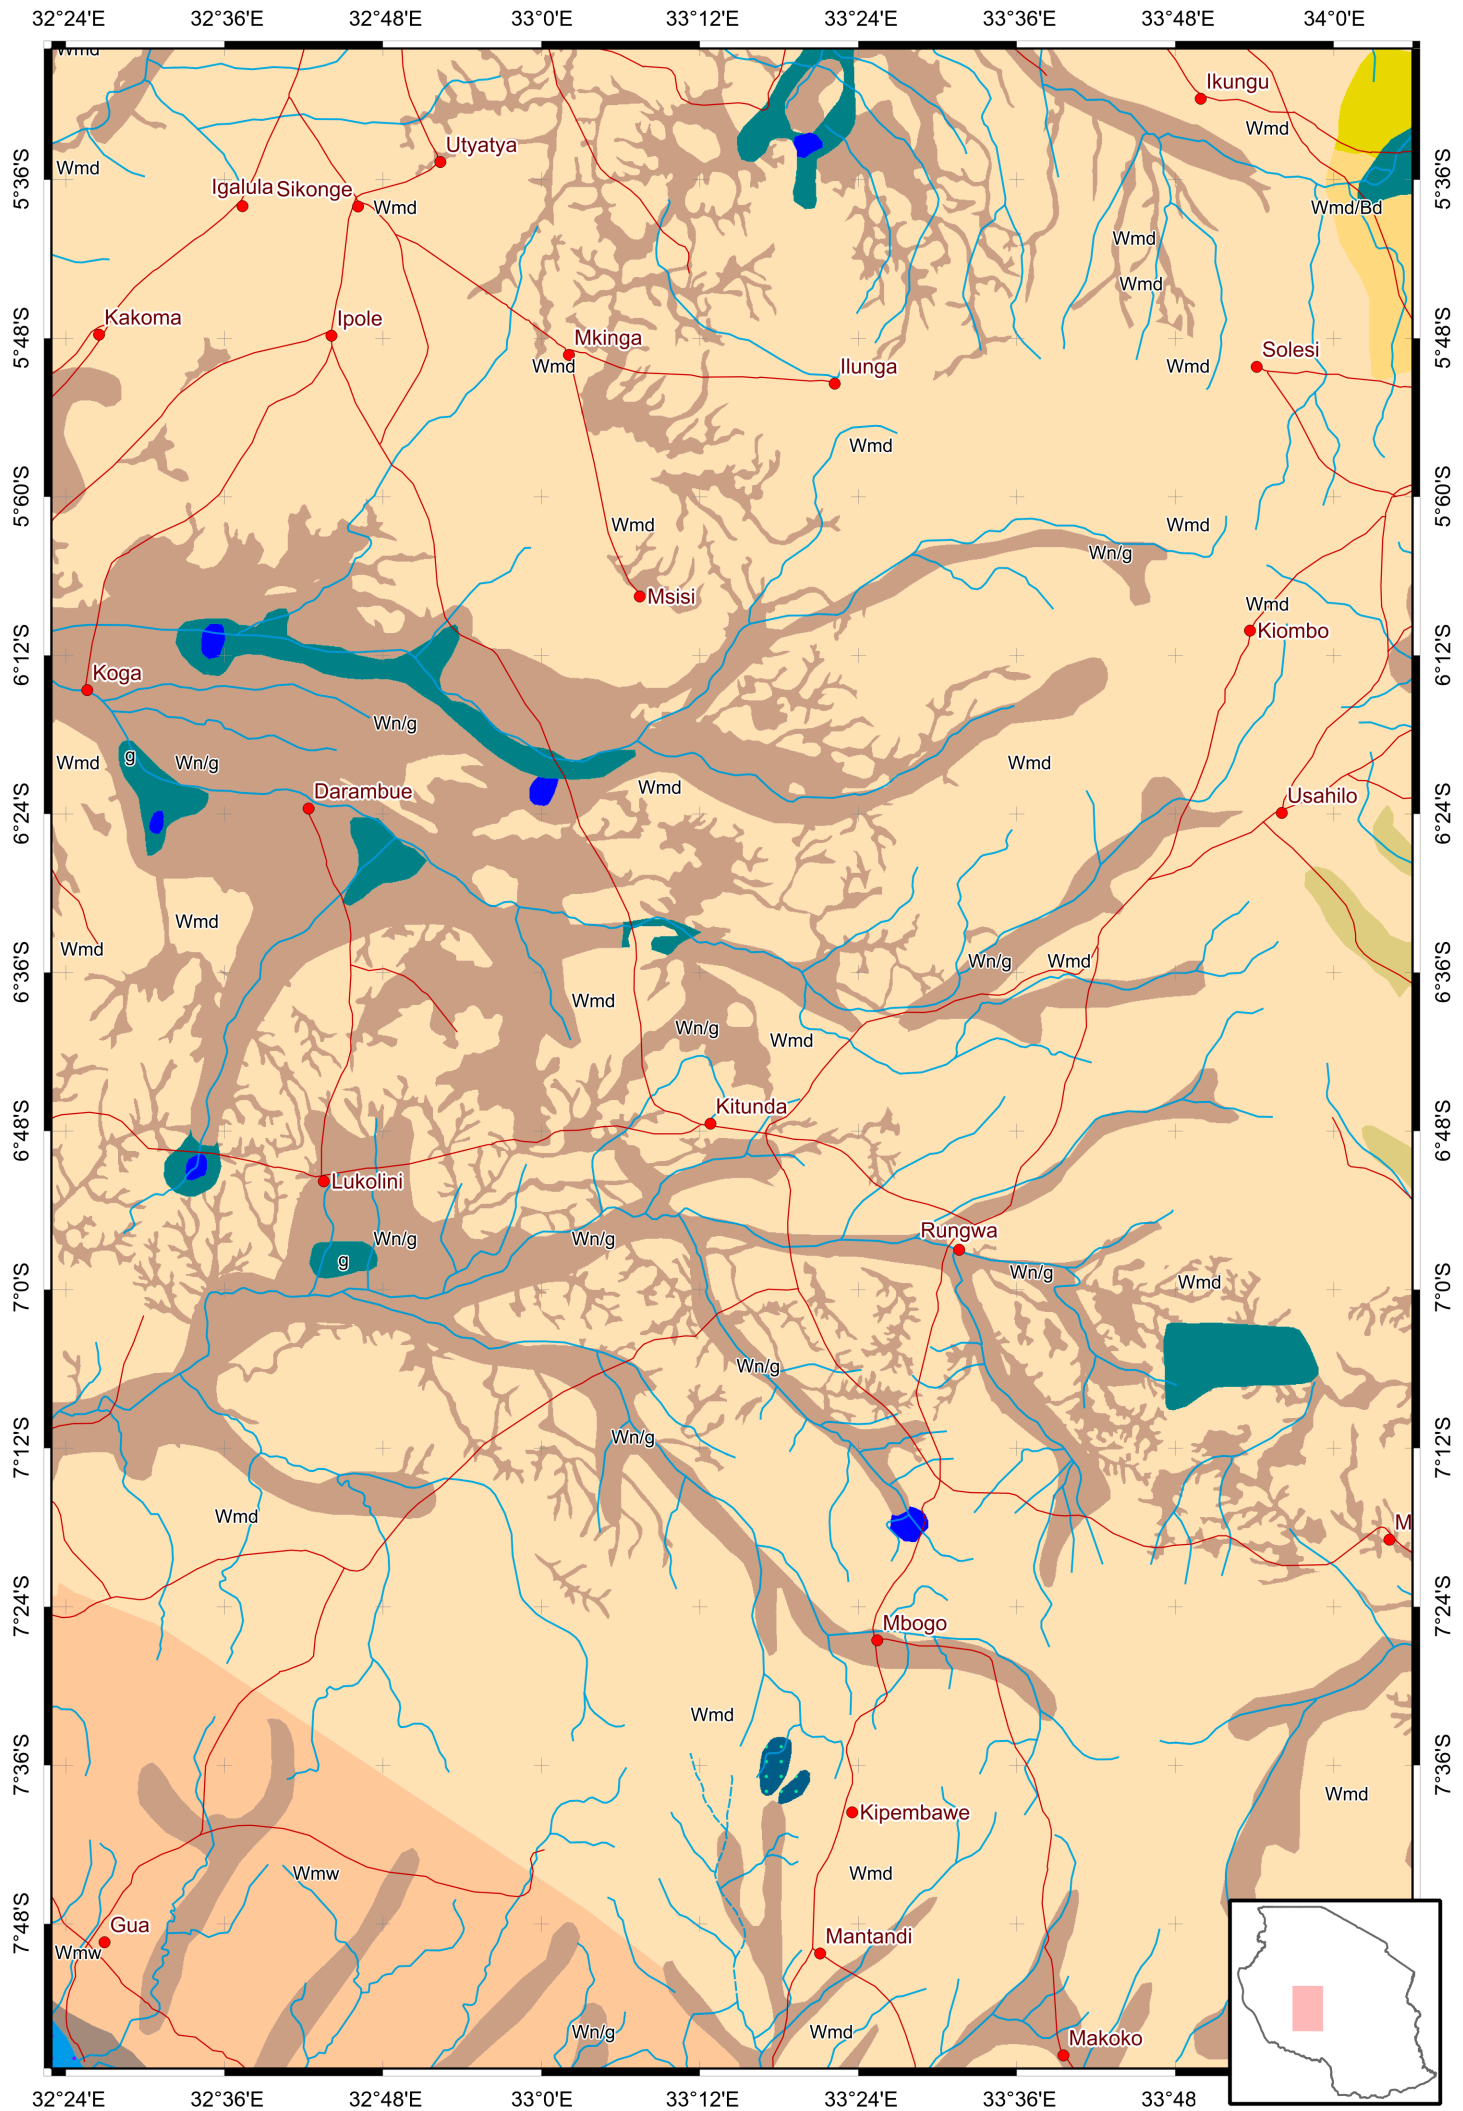 32°24'E 32°36'E 32°48'E 33°0'E 33°12'E 33°24'E 33°36'E 33°48'E 34°0'E
Wmd
Ikungu
Wmd
Utyatya
5°36'S Wmd 5°36'S
Igalula Sikonge
Wmd Wmd/Bd
Wmd
Wmd
Kakoma Ipole
5°48'S Mkinga 5°48'S
Solesi
Wmd Ilunga Wmd
Wmd
5°60'S 5°60'S
Wmd Wmd
Wn/g
Msisi Wmd
Kiombo
6°12'S 6°12'S
Koga
Wn/g
g
Wmd Wn/g Wmd
Darambue Wmd Usahilo
6°24'S 6°24'S
Wmd
Wmd
Wn/g Wmd
6°36'S 6°36'S
Wmd
Wn/g
Wmd
Kitunda
6°48'S 6°48'S
Lukolini
Rungwa
Wn/g Wn/g
g
Wn/g Wmd
7°0'S 7°0'S
Wn/g
Wn/g
7°12'S 7°12'S
Wmd M
7°24'S 7°24'S
Mbogo
Wmd
7°36'S 7°36'S
Wmd
Kipembawe
Wmw Wmd
7°48'S Gua
Mantandi
Wmw
Wn/g Wmd
Makoko
32°24'E 32°36'E 32°48'E 33°0'E 33°12'E 33°24'E 33°36'E 33°48